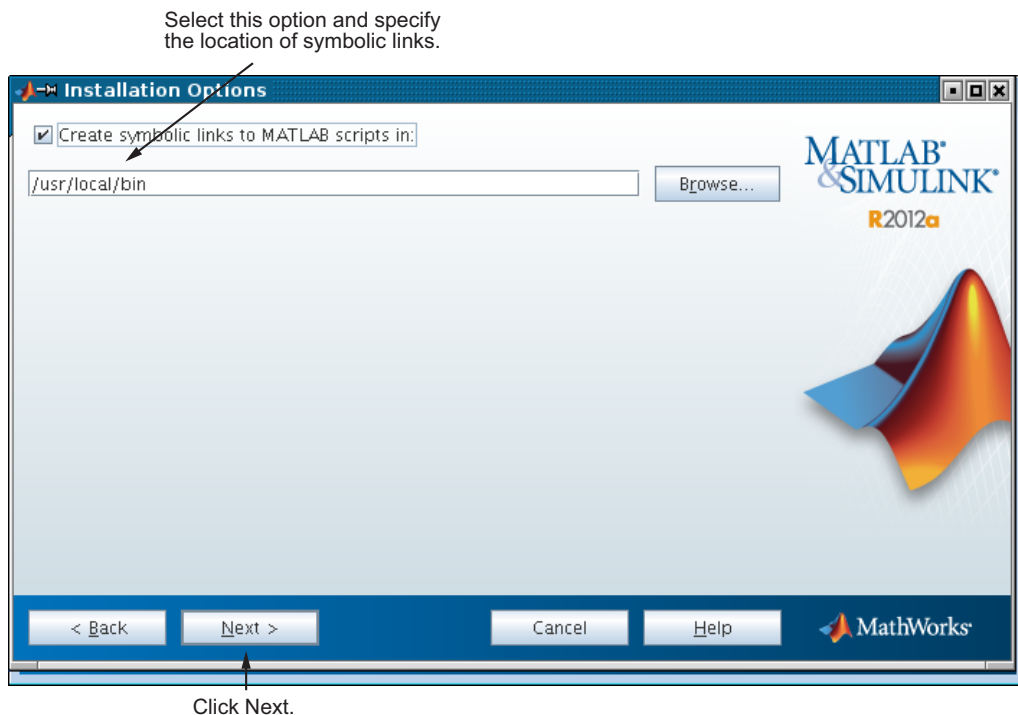 Select this option and specify
the location of symbolic links.
Installation Options
Create symbolic links to MATLAB scripts in:
/usr/local/bin
Browse...
MATLAB®
&SIMULINK®
R2012a
< Back
Next >
Cancel
Help
MathWorks®
Click Next.